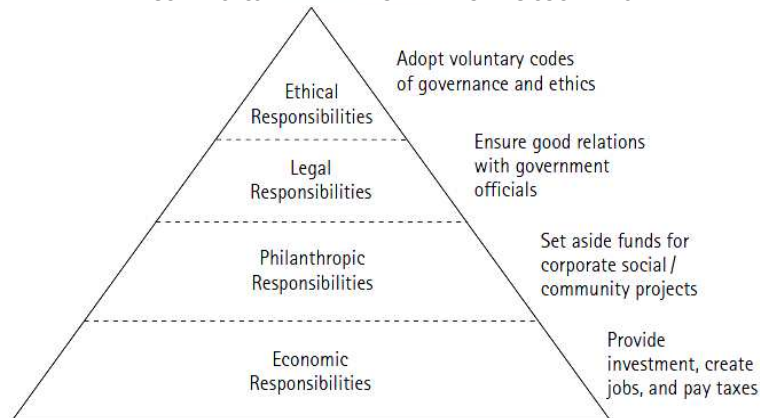 Ethical
Responsibilities
Adopt voluntary codes
of governance and ethics
Legal
Responsibilities
Ensure good relations
with government
officials
Philanthropic
Responsibilities
Set aside funds for
corporate social /
community projects
Economic
Responsibilities
Provide
investment, create
jobs, and pay taxes